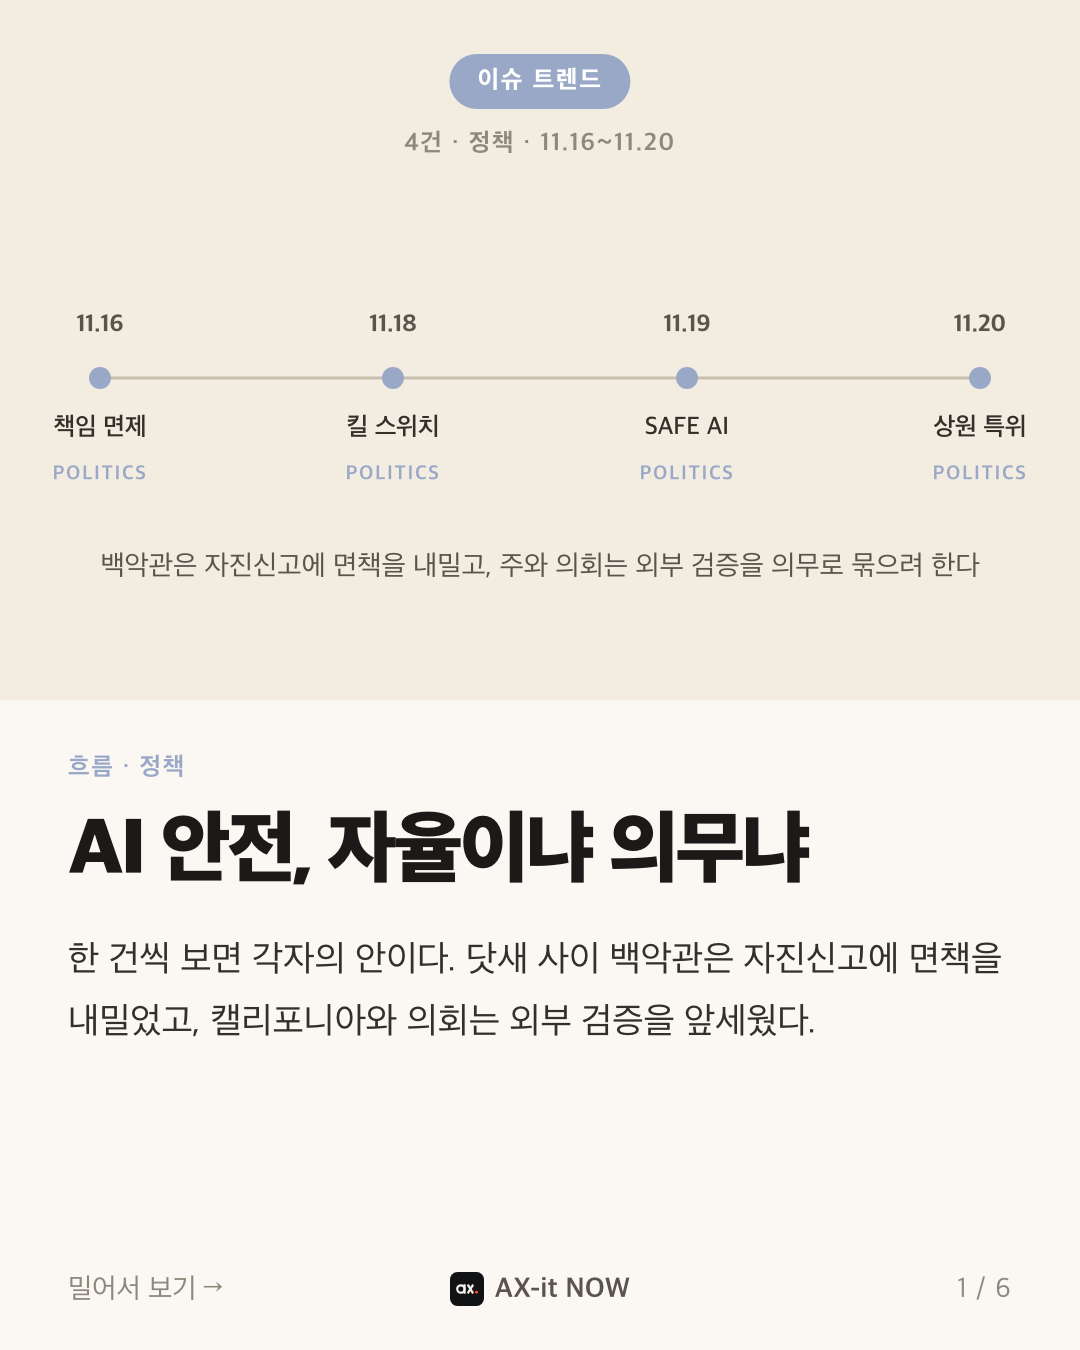 이슈 트렌드
4건 · 정책 · 11.16~11.20
11.16 11.18 11.19 11.20
책임 면제 킬 스위치 SAFE AI 상원 특위
POLITICS POLITICS POLITICS POLITICS
백악관은 자진신고에 면책을 내밀고, 주와 의회는 외부 검증을 의무로 묶으려 한다
흐름 · 정책
AI 안전, 자율이냐 의무냐
한 건씩 보면 각자의 안이다. 닷새 사이 백악관은 자진신고에 면책을
내밀었고, 캘리포니아와 의회는 외부 검증을 앞세웠다.
밀어서 보기 → ax. AX-it NOW 1 / 6